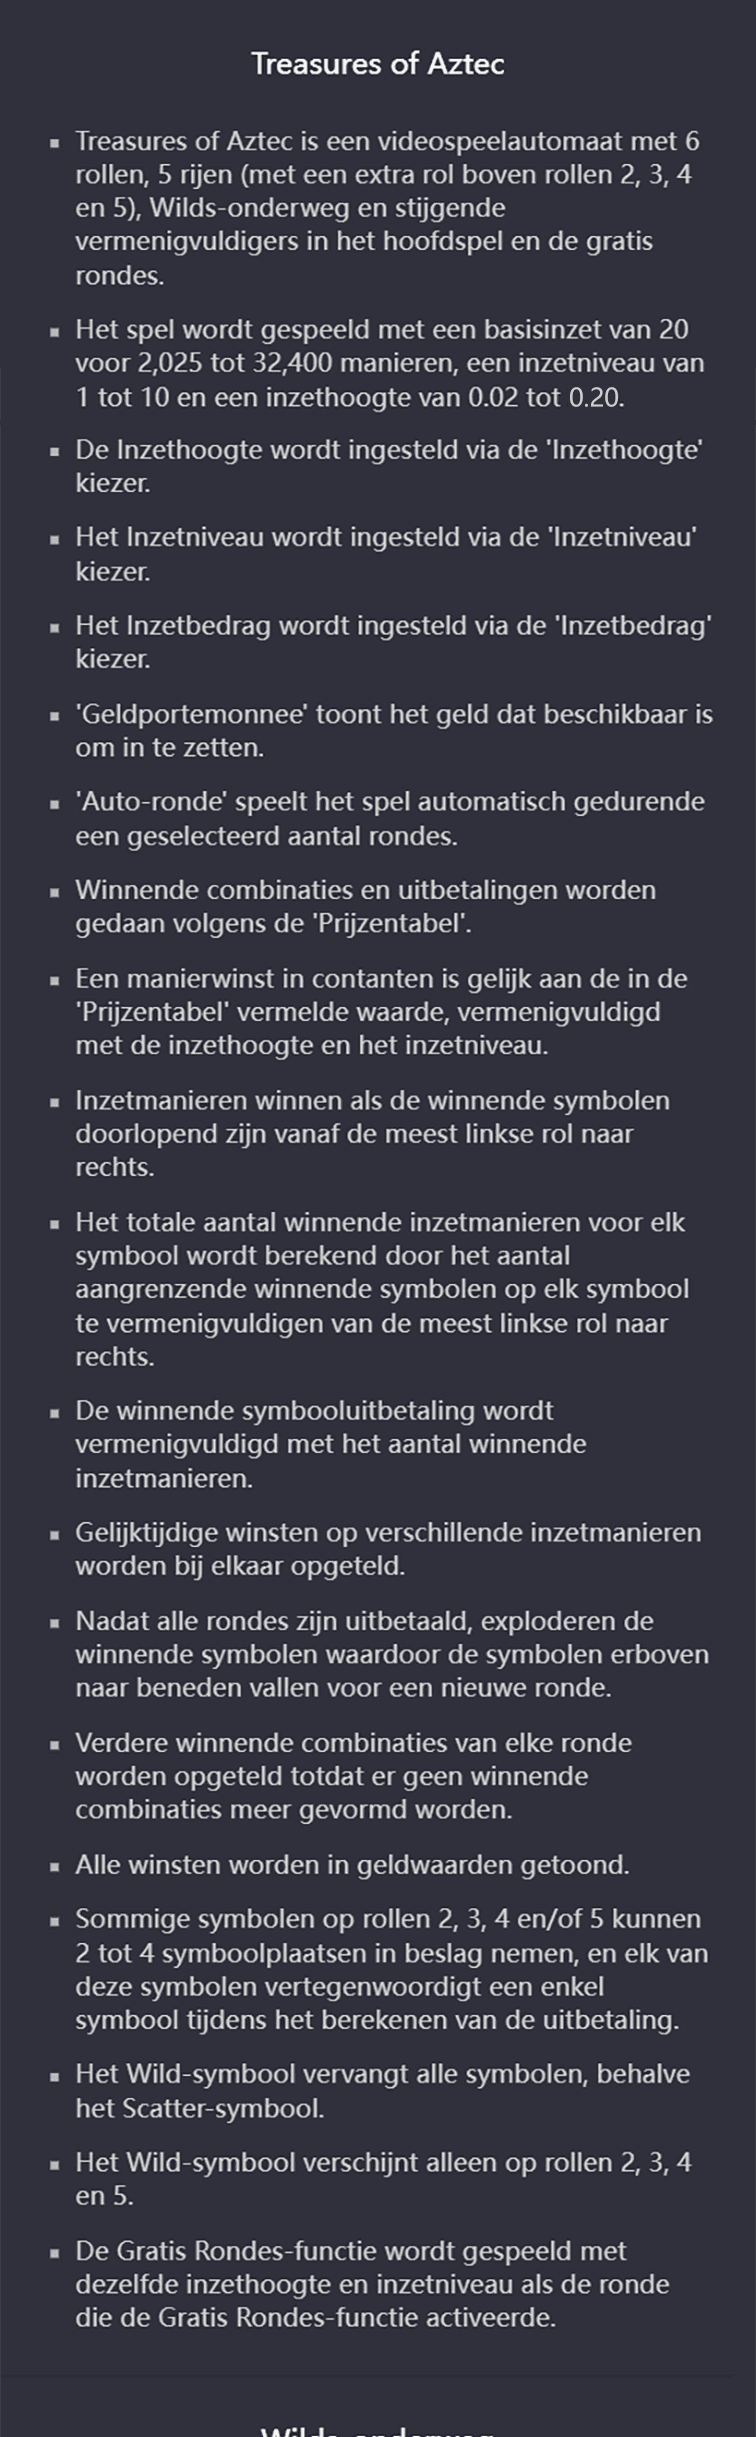 Treasures of Aztec
▪ Treasures of Aztec is een videospeelautomaat met 6
rollen, 5 rijen (met een extra rol boven rollen 2, 3, 4
en 5), Wilds-onderweg en stijgende
vermenigvuldigers in het hoofdspel en de gratis
rondes.
▪ Het spel wordt gespeeld met een basisinzet van 20
voor 2,025 tot 32,400 manieren, een inzetniveau van
1 tot 10 en een inzethoogte van 0.02 tot 0.20.
▪ De Inzethoogte wordt ingesteld via de 'Inzethoogte'
kiezer.
▪ Het Inzetniveau wordt ingesteld via de 'Inzetniveau'
kiezer.
▪ Het Inzetbedrag wordt ingesteld via de 'Inzetbedrag'
kiezer.
▪ 'Geldportemonnee' toont het geld dat beschikbaar is
om in te zetten.
▪ 'Auto-ronde' speelt het spel automatisch gedurende
een geselecteerd aantal rondes.
▪ Winnende combinaties en uitbetalingen worden
gedaan volgens de 'Prijzentabel'.
▪ Een manierwinst in contanten is gelijk aan de in de
'Prijzentabel' vermelde waarde, vermenigvuldigd
met de inzethoogte en het inzetniveau.
▪ Inzetmanieren winnen als de winnende symbolen
doorlopend zijn vanaf de meest linkse rol naar
rechts.
▪ Het totale aantal winnende inzetmanieren voor elk
symbool wordt berekend door het aantal
aangrenzende winnende symbolen op elk symbool
te vermenigvuldigen van de meest linkse rol naar
rechts.
▪ De winnende symbooluitbetaling wordt
vermenigvuldigd met het aantal winnende
inzetmanieren.
▪ Gelijktijdige winsten op verschillende inzetmanieren
worden bij elkaar opgeteld.
▪ Nadat alle rondes zijn uitbetaald, exploderen de
winnende symbolen waardoor de symbolen erboven
naar beneden vallen voor een nieuwe ronde.
▪ Verdere winnende combinaties van elke ronde
worden opgeteld totdat er geen winnende
combinaties meer gevormd worden.
▪ Alle winsten worden in geldwaarden getoond.
▪ Sommige symbolen op rollen 2, 3, 4 en/of 5 kunnen
2 tot 4 symboolplaatsen in beslag nemen, en elk van
deze symbolen vertegenwoordigt een enkel
symbool tijdens het berekenen van de uitbetaling.
▪ Het Wild-symbool vervangt alle symbolen, behalve
het Scatter-symbool.
▪ Het Wild-symbool verschijnt alleen op rollen 2, 3, 4
en 5.
▪ De Gratis Rondes-functie wordt gespeeld met
dezelfde inzethoogte en inzetniveau als de ronde
die de Gratis Rondes-functie activeerde.
Wilds-onderweg